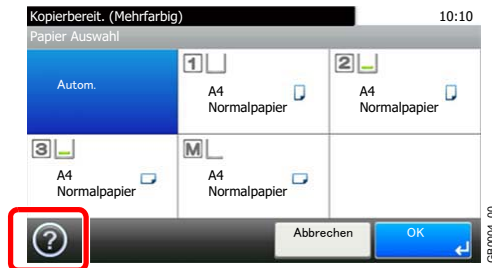 Kopierbereit. (Mehrfarbig) 10:10
Papier Auswahl
Autom.
1
A4
Normalpapier
2
A4
Normalpapier
3
A4
Normalpapier
M
A4
Normalpapier
?
Abbrechen
OK
GB0004_00